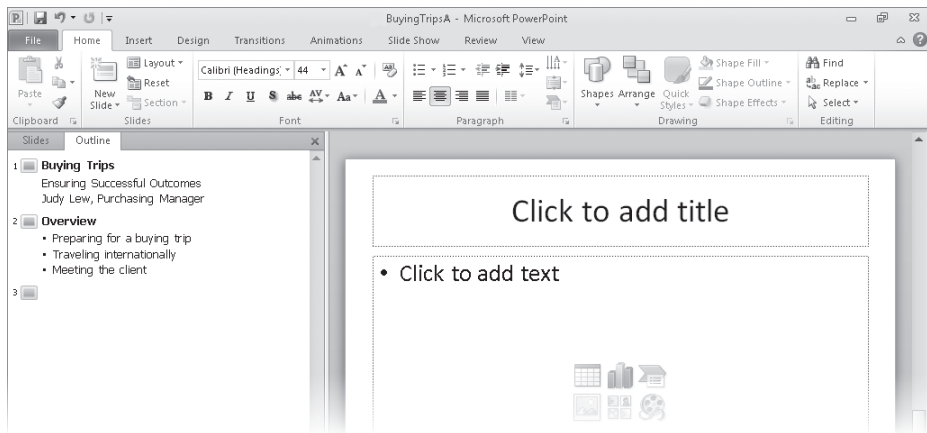 BuyingTripsA - Microsoft PowerPoint
File Home Insert Design Transitions Animations Slide Show Review View
Layout
Reset
Section
Paste
New Slide
Calibri (Headings) 44
B I U S abc AV Aa A
Shapes Arrange Quick Styles
Shape Fill
Shape Outline
Shape Effects
Find
Replace
Select
Clipboard Slides Font Paragraph Drawing Editing
Slides Outline
1 Buying Trips
Ensuring Successful Outcomes
Judy Lew, Purchasing Manager
2 Overview
• Preparing for a buying trip
• Traveling internationally
• Meeting the client
3
Click to add title
• Click to add text